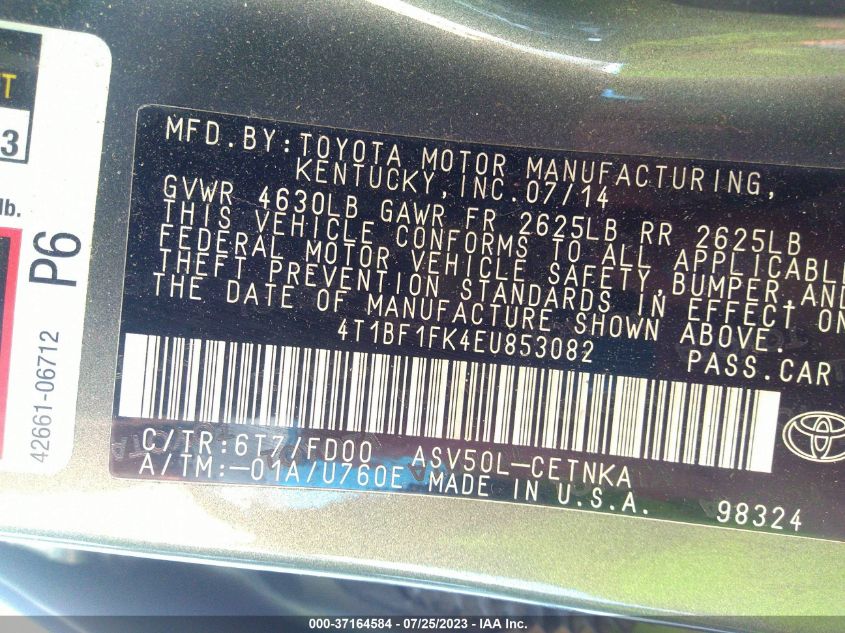 T
3
lb.
P6
42661-06712
MFD.BY:TOYOTA MOTOR MANUFACTURING,
KENTUCKY,INC.07/14
GVWR 4630LB GAWR FR 2625LB RR 2625LB
THIS VEHICLE CONFORMS TO ALL APPLICABLE
FEDERAL MOTOR VEHICLE SAFETY,BUMPER,AND
THEFT PREVENTION STANDARDS IN EFFECT ON
THE DATE OF MANUFACTURE SHOWN ABOVE.
4T1BF1FK4EU853082 PASS.CAR
C/TR:6T7/FD00 ASV50L-CETNKA
A/TM:-01A/U760E MADE IN U.S.A. 98324
000-37164584 / 07/25/2023 - IAA Inc.